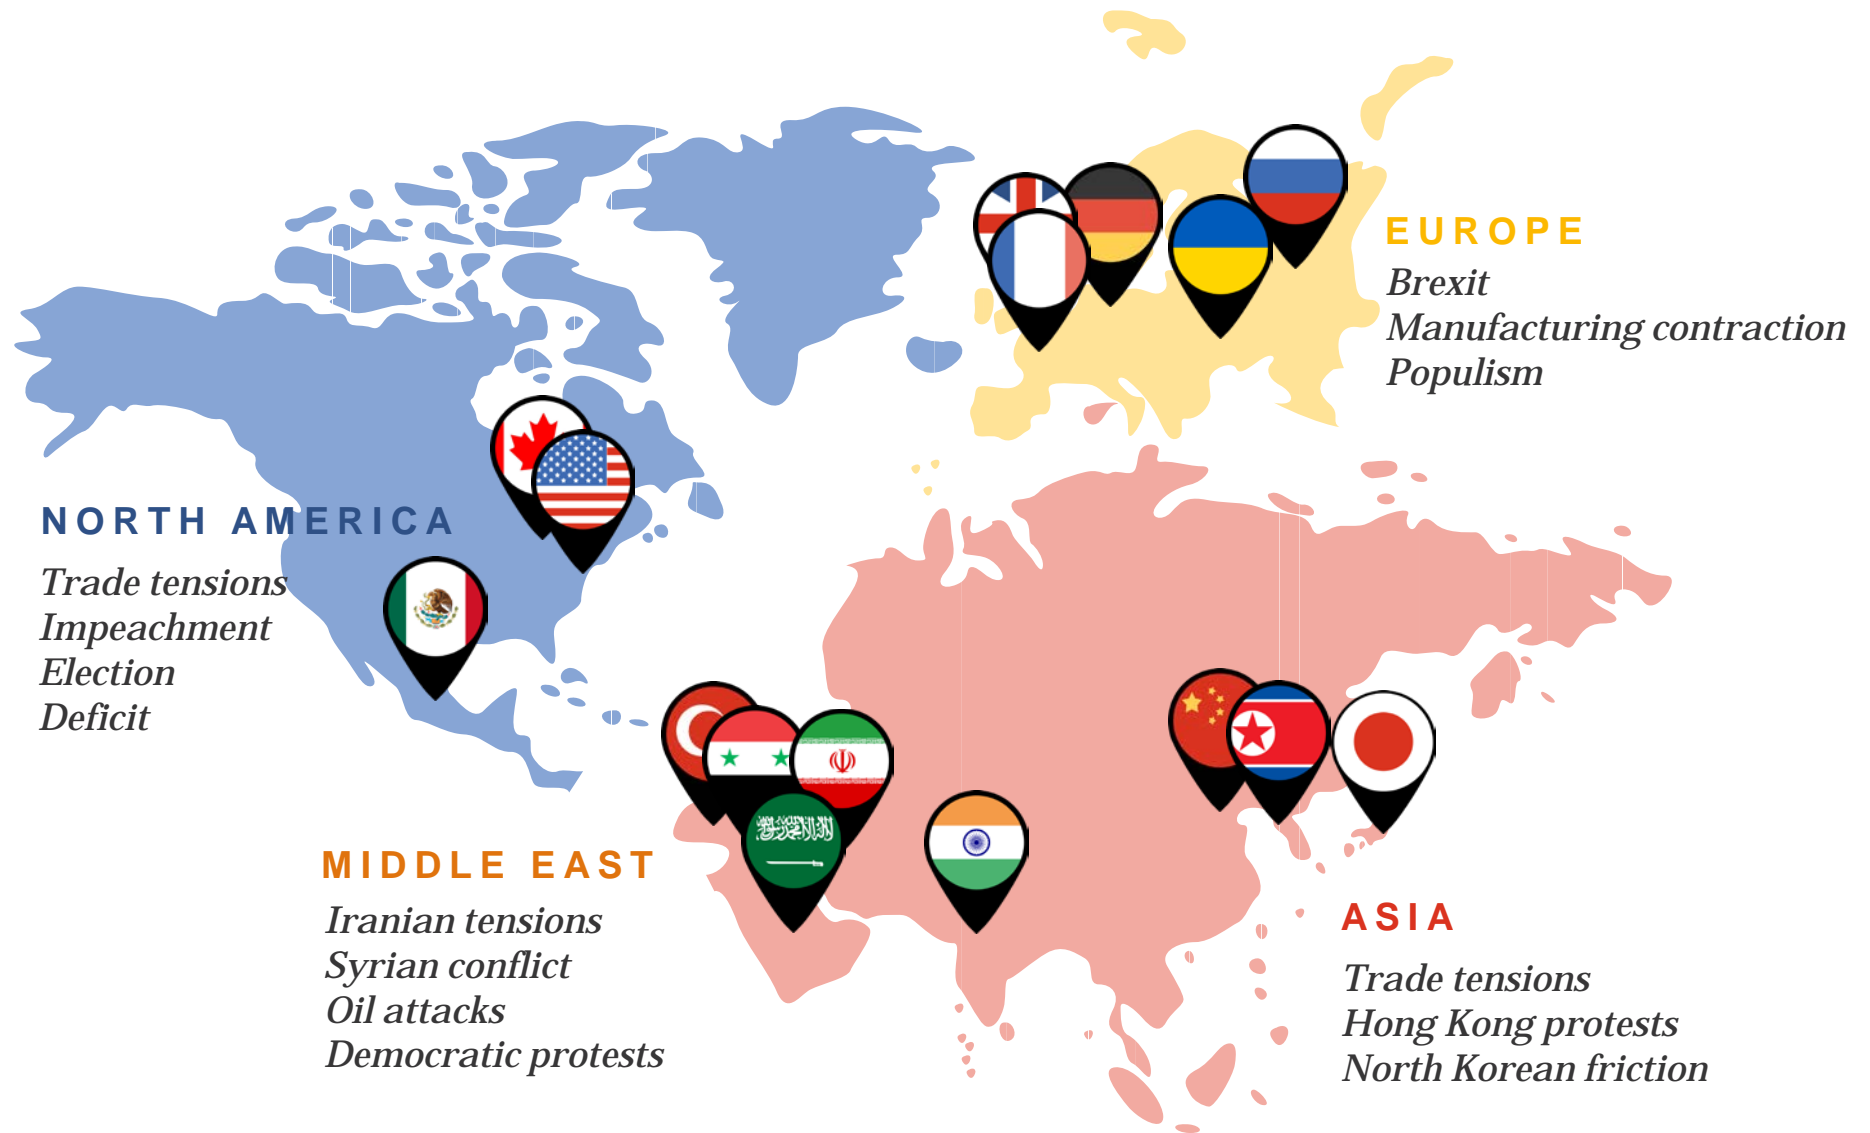 EUROPE
Brexit
Manufacturing contraction
Populism
NORTH AMERICA
Trade tensions
Impeachment
Election
Deficit
MIDDLE EAST
Iranian tensions
Syrian conflict
Oil attacks
Democratic protests
ASIA
Trade tensions
Hong Kong protests
North Korean friction